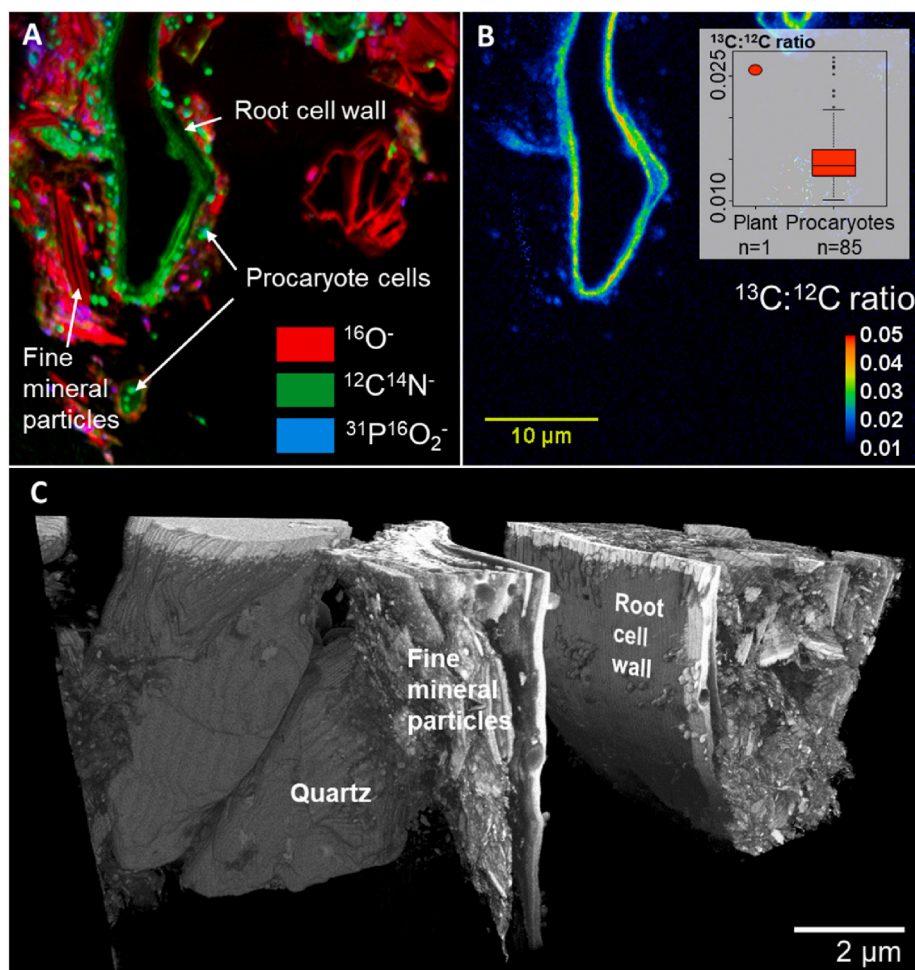 A
Root cell wall
Procaryote cells
Fine
mineral
particles
¹⁶O⁻
¹²C¹⁴N⁻
³¹P¹⁶O₂⁻
B
¹³C:¹²C ratio
0.025
0.010
Plant Procaryotes
n=1 n=85
¹³C:¹²C ratio
0.05
0.04
0.03
0.02
0.01
10 µm
C
Root
cell
wall
Fine
mineral
particles
Quartz
2 µm